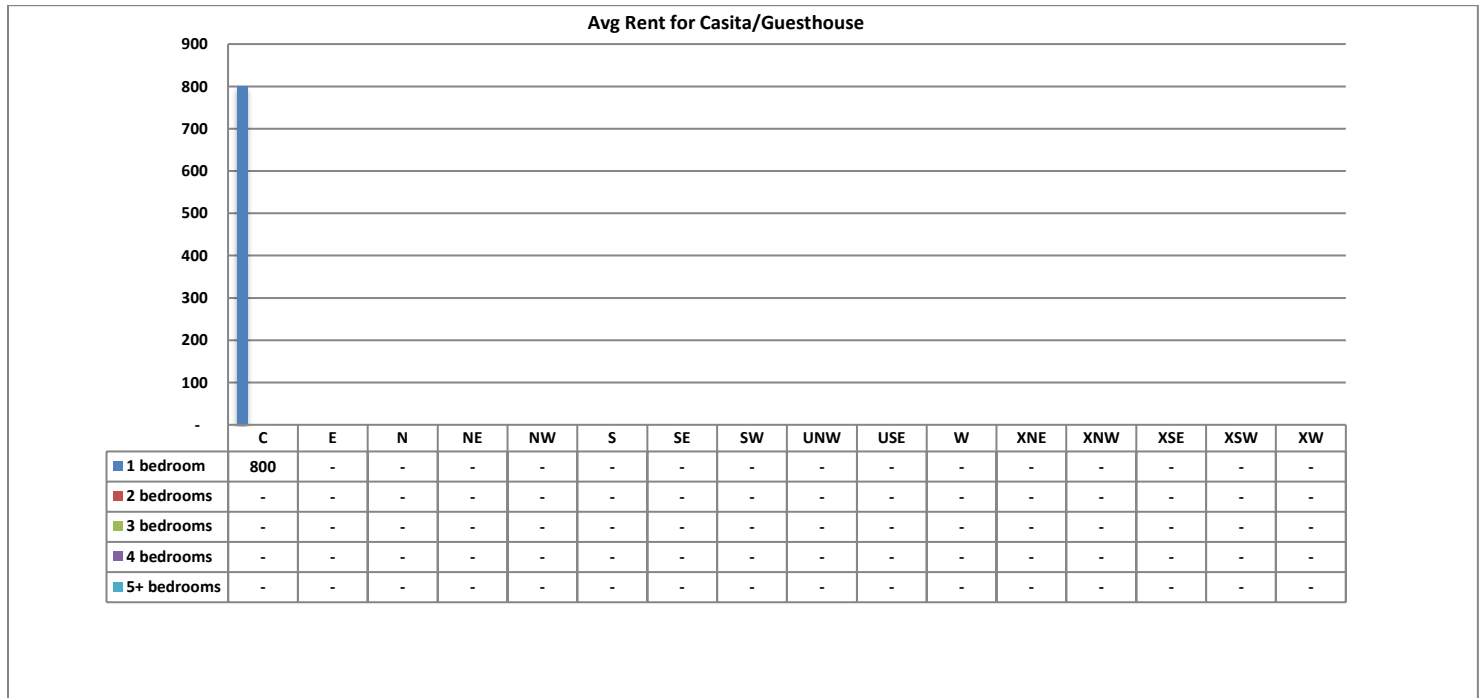 Avg Rent for Casita/Guesthouse
900
800
700
600
500
400
300
200
100
-
C E N NE NW S SE SW UNW USE W XNE XNW XSE XSW XW
1 bedroom 800 - - - - - - - - - - - - - - -
2 bedrooms - - - - - - - - - - - - - - - -
3 bedrooms - - - - - - - - - - - - - - - -
4 bedrooms - - - - - - - - - - - - - - - -
5+ bedrooms - - - - - - - - - - - - - - - -